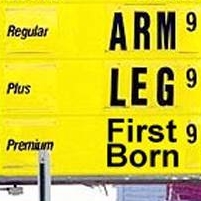 Regular ARM 9
Plus LEG 9
Premium First Born 9